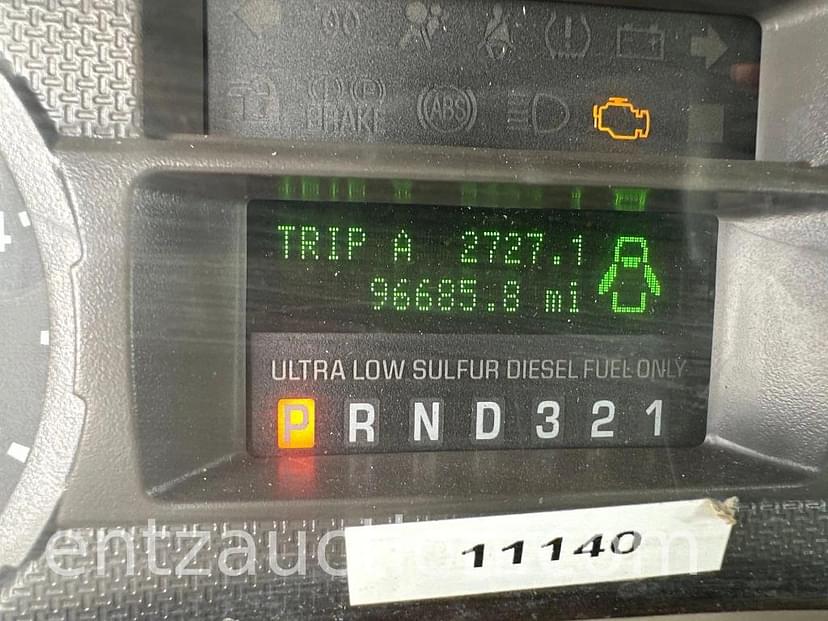 BRAKE
ABS
TRIP A 2727.1
96685.8 mi
ULTRA LOW SULFUR DIESEL FUEL ONLY
P R N D 3 2 1
11140